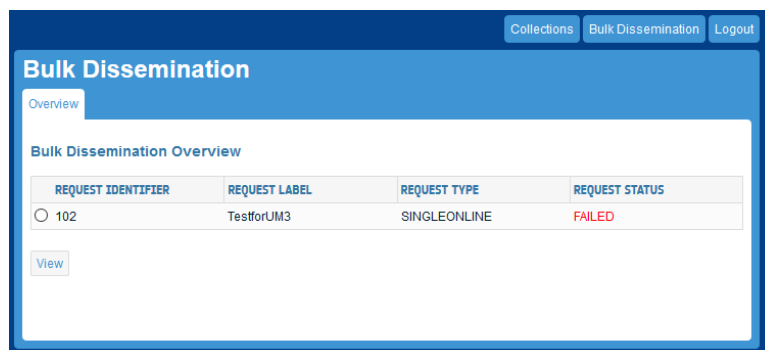 Collections Bulk Dissemination Logout
Bulk Dissemination
Overview
Bulk Dissemination Overview
REQUEST IDENTIFIER REQUEST LABEL REQUEST TYPE REQUEST STATUS
102 TestforUM3 SINGLEONLINE FAILED
View